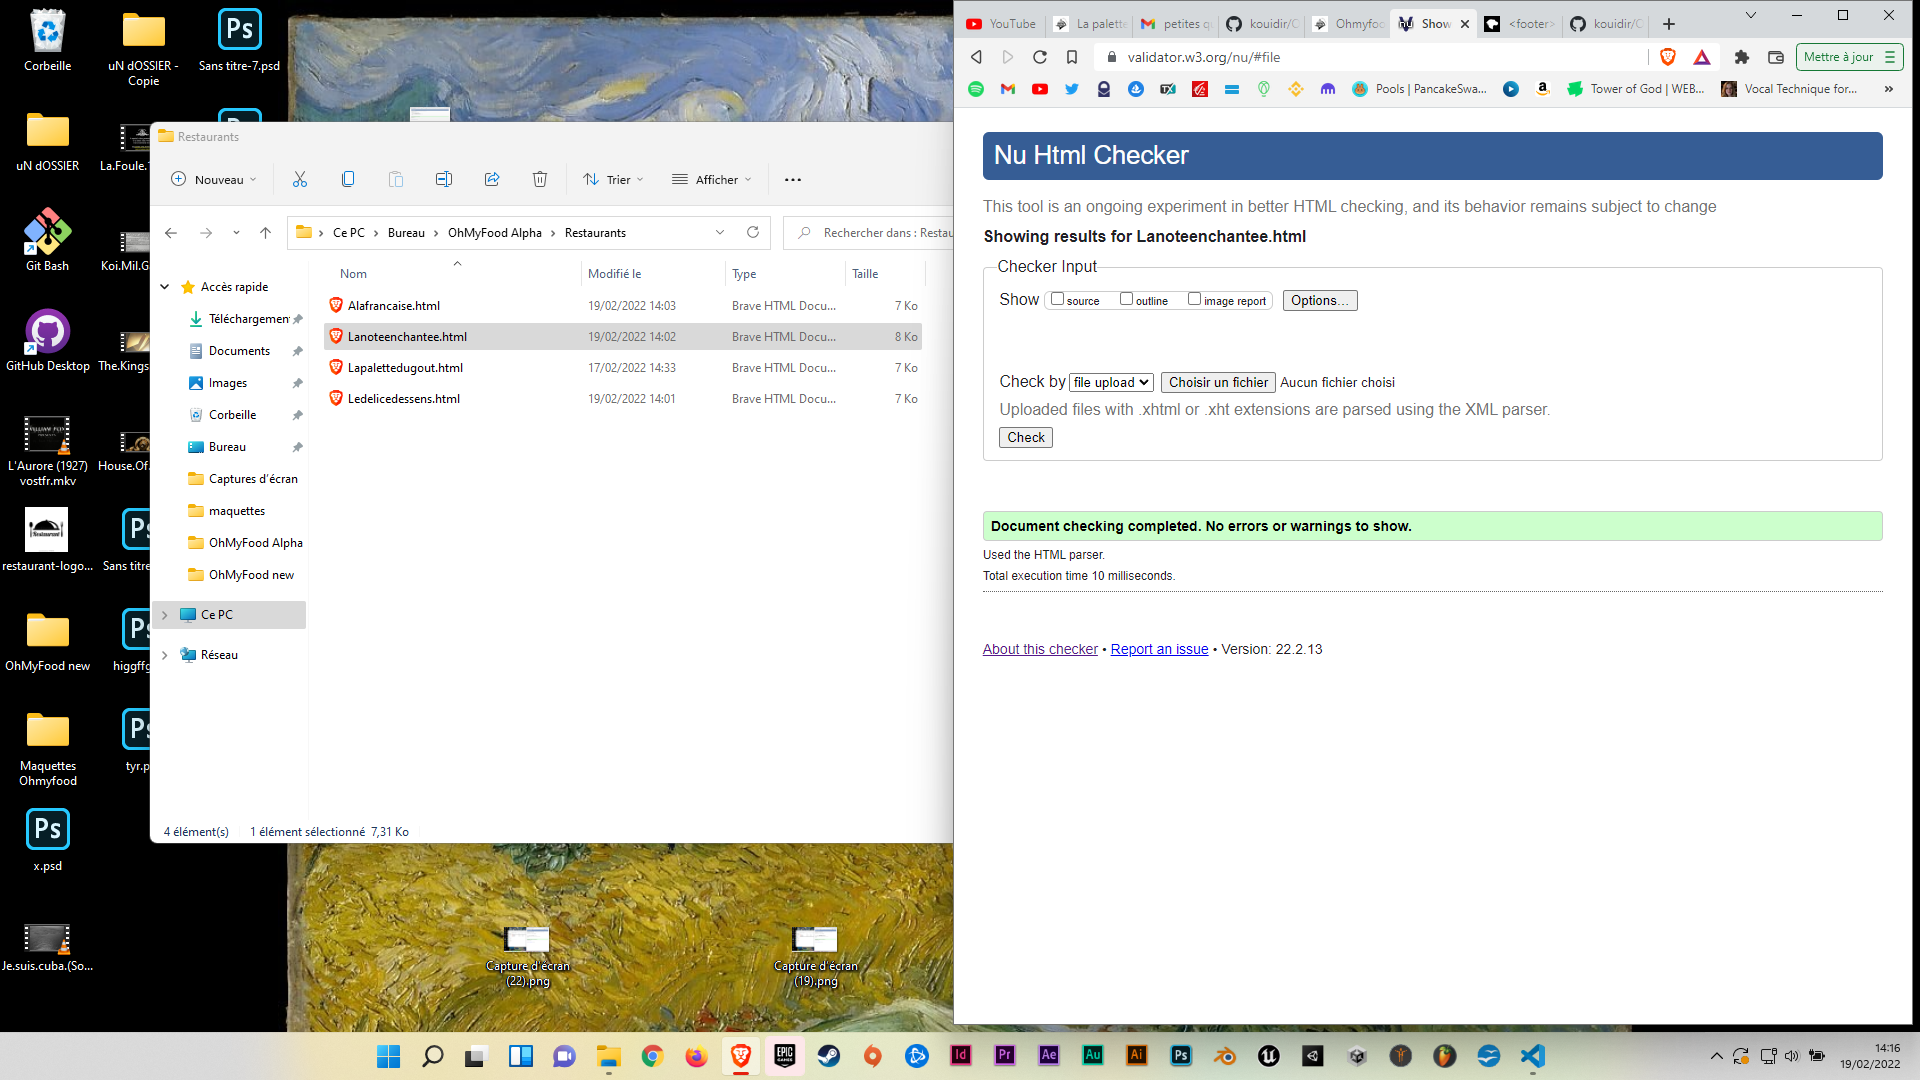 Corbeille
uN dOSSIER - Copie
Sans titre-7.psd
uN dOSSIER
La.Foule.
Git Bash
Koi.Mil.G
GitHub Desktop
The.Kings
L'Aurore (1927) vostfr.mkv
House.Of.
restaurant-logo...
Sans titre
OhMyFood new
higgffg
Maquettes Ohmyfood
tyr.p
x.psd
Je.suis.cuba.(So...
Capture d'écran (22).png
Capture d'écran (19).png
Restaurants
Nouveau
Trier
Afficher
Ce PC
Bureau
OhMyFood Alpha
Restaurants
Rechercher dans : Restau
Nom
Modifié le
Type
Taille
Alafrancaise.html 19/02/2022 14:03 Brave HTML Docu... 7 Ko
Lanoteenchantee.html 19/02/2022 14:02 Brave HTML Docu... 8 Ko
Lapalettedugout.html 17/02/2022 14:33 Brave HTML Docu... 7 Ko
Ledelicedessens.html 19/02/2022 14:01 Brave HTML Docu... 7 Ko
Accès rapide
Téléchargemen
Documents
Images
Corbeille
Bureau
Captures d'écran
maquettes
OhMyFood Alpha
OhMyFood new
Ce PC
Réseau
4 élément(s) 1 élément sélectionné 7,31 Ko
YouTube
La palette
petites q
kouidir/C
Ohmyfoo
Show
<footer>
kouidir/C
validator.w3.org/nu/#file
Mettre à jour
Pools | PancakeSwa...
Tower of God | WEB...
Vocal Technique for...
Nu Html Checker
This tool is an ongoing experiment in better HTML checking, and its behavior remains subject to change
Showing results for Lanoteenchantee.html
Checker Input
Show source outline image report Options...
Check by file upload Choisir un fichier Aucun fichier choisi
Uploaded files with .xhtml or .xht extensions are parsed using the XML parser.
Check
Document checking completed. No errors or warnings to show.
Used the HTML parser.
Total execution time 10 milliseconds.
About this checker • Report an issue • Version: 22.2.13
14:16
19/02/2022